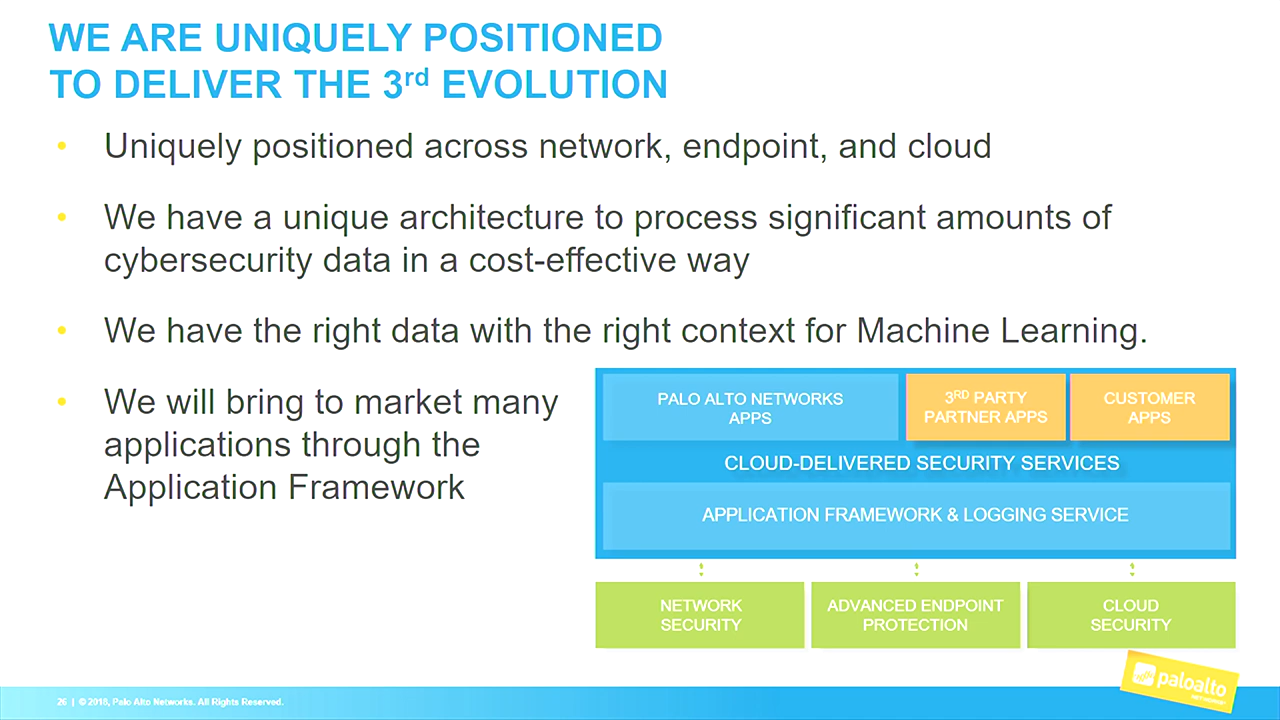 WE ARE UNIQUELY POSITIONED
TO DELIVER THE 3rd EVOLUTION
• Uniquely positioned across network, endpoint, and cloud
• We have a unique architecture to process significant amounts of
cybersecurity data in a cost-effective way
• We have the right data with the right context for Machine Learning.
• We will bring to market many
applications through the
Application Framework
PALO ALTO NETWORKS
APPS
3RD PARTY
PARTNER APPS
CUSTOMER
APPS
CLOUD-DELIVERED SECURITY SERVICES
APPLICATION FRAMEWORK & LOGGING SERVICE
NETWORK
SECURITY
ADVANCED ENDPOINT
PROTECTION
CLOUD
SECURITY
26 | © 2018, Palo Alto Networks. All Rights Reserved.
paloalto
NETWORKS